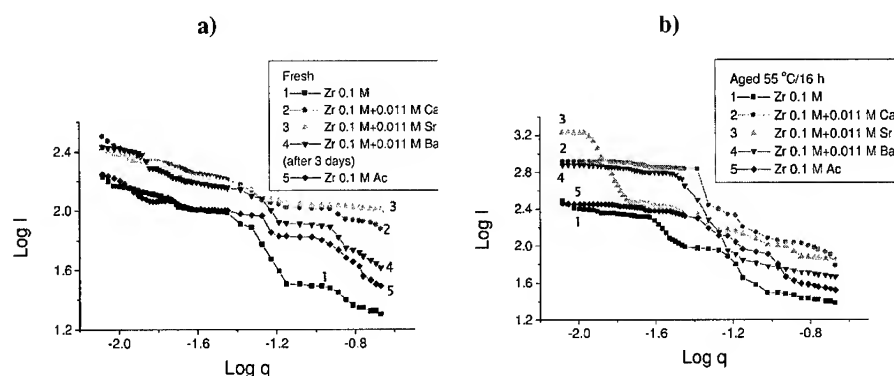 a)
Fresh
1 Zr 0.1 M
2 Zr 0.1 M+0.011 M Ca
3 Zr 0.1 M+0.011 M Sr
4 Zr 0.1 M+0.011 M Ba
(after 3 days)
5 Zr 0.1 M Ac
2.4
2.0
1.6
1.2
Log I
3
2
4
5
1
-2.0 -1.6 -1.2 -0.8
Log q
b)
Aged 55 °C/16 h
1 Zr 0.1 M
2 Zr 0.1 M+0.011 M Ca
3 Zr 0.1 M+0.011 M Sr
4 Zr 0.1 M+0.011 M Ba
5 Zr 0.1 M Ac
3.2
2.8
2.4
2.0
1.6
1.2
Log I
3
2
4
5
1
-2.0 -1.6 -1.2 -0.8
Log q